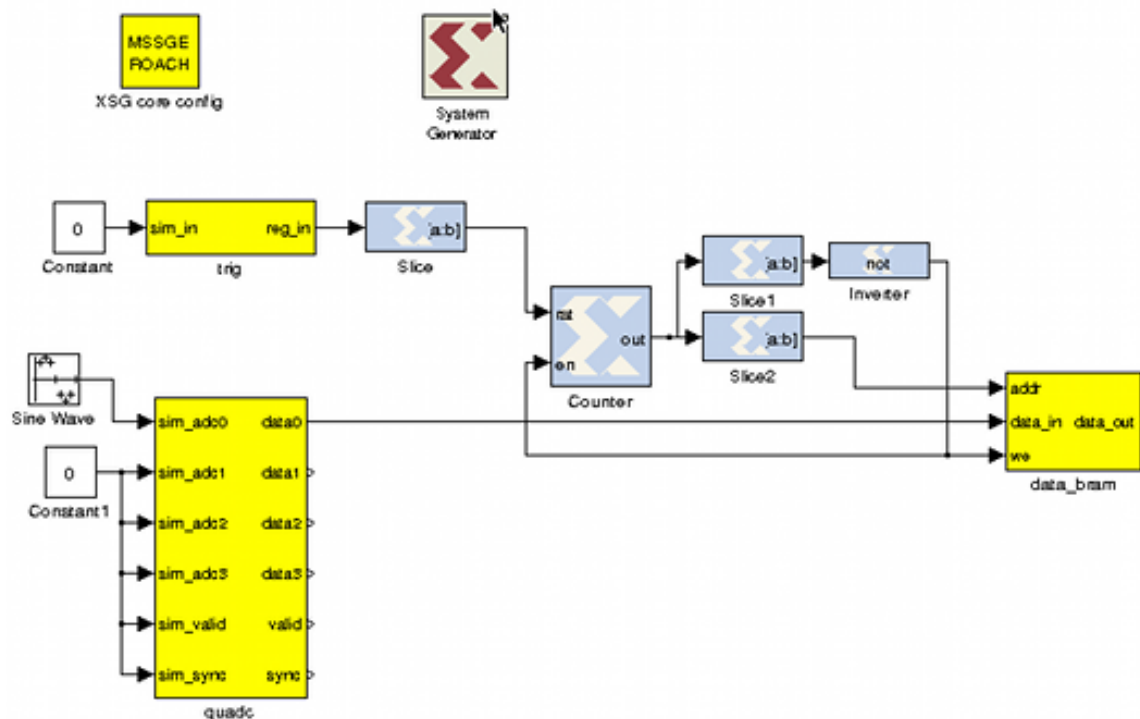 MSSGE
ROACH
XSG core config
System
Generator
0
Constant
sim_in
reg_in
trig
[a:b]
Slice
rst
en
out
Counter
[a:b]
Slice1
not
Inverter
[a:b]
Slice2
Sine Wave
0
Constant1
sim_adc0
data0
sim_adc1
data1
sim_adc2
data2
sim_adc3
data3
sim_valid
valid
sim_sync
sync
quadc
addr
data_in
data_out
we
data_bram